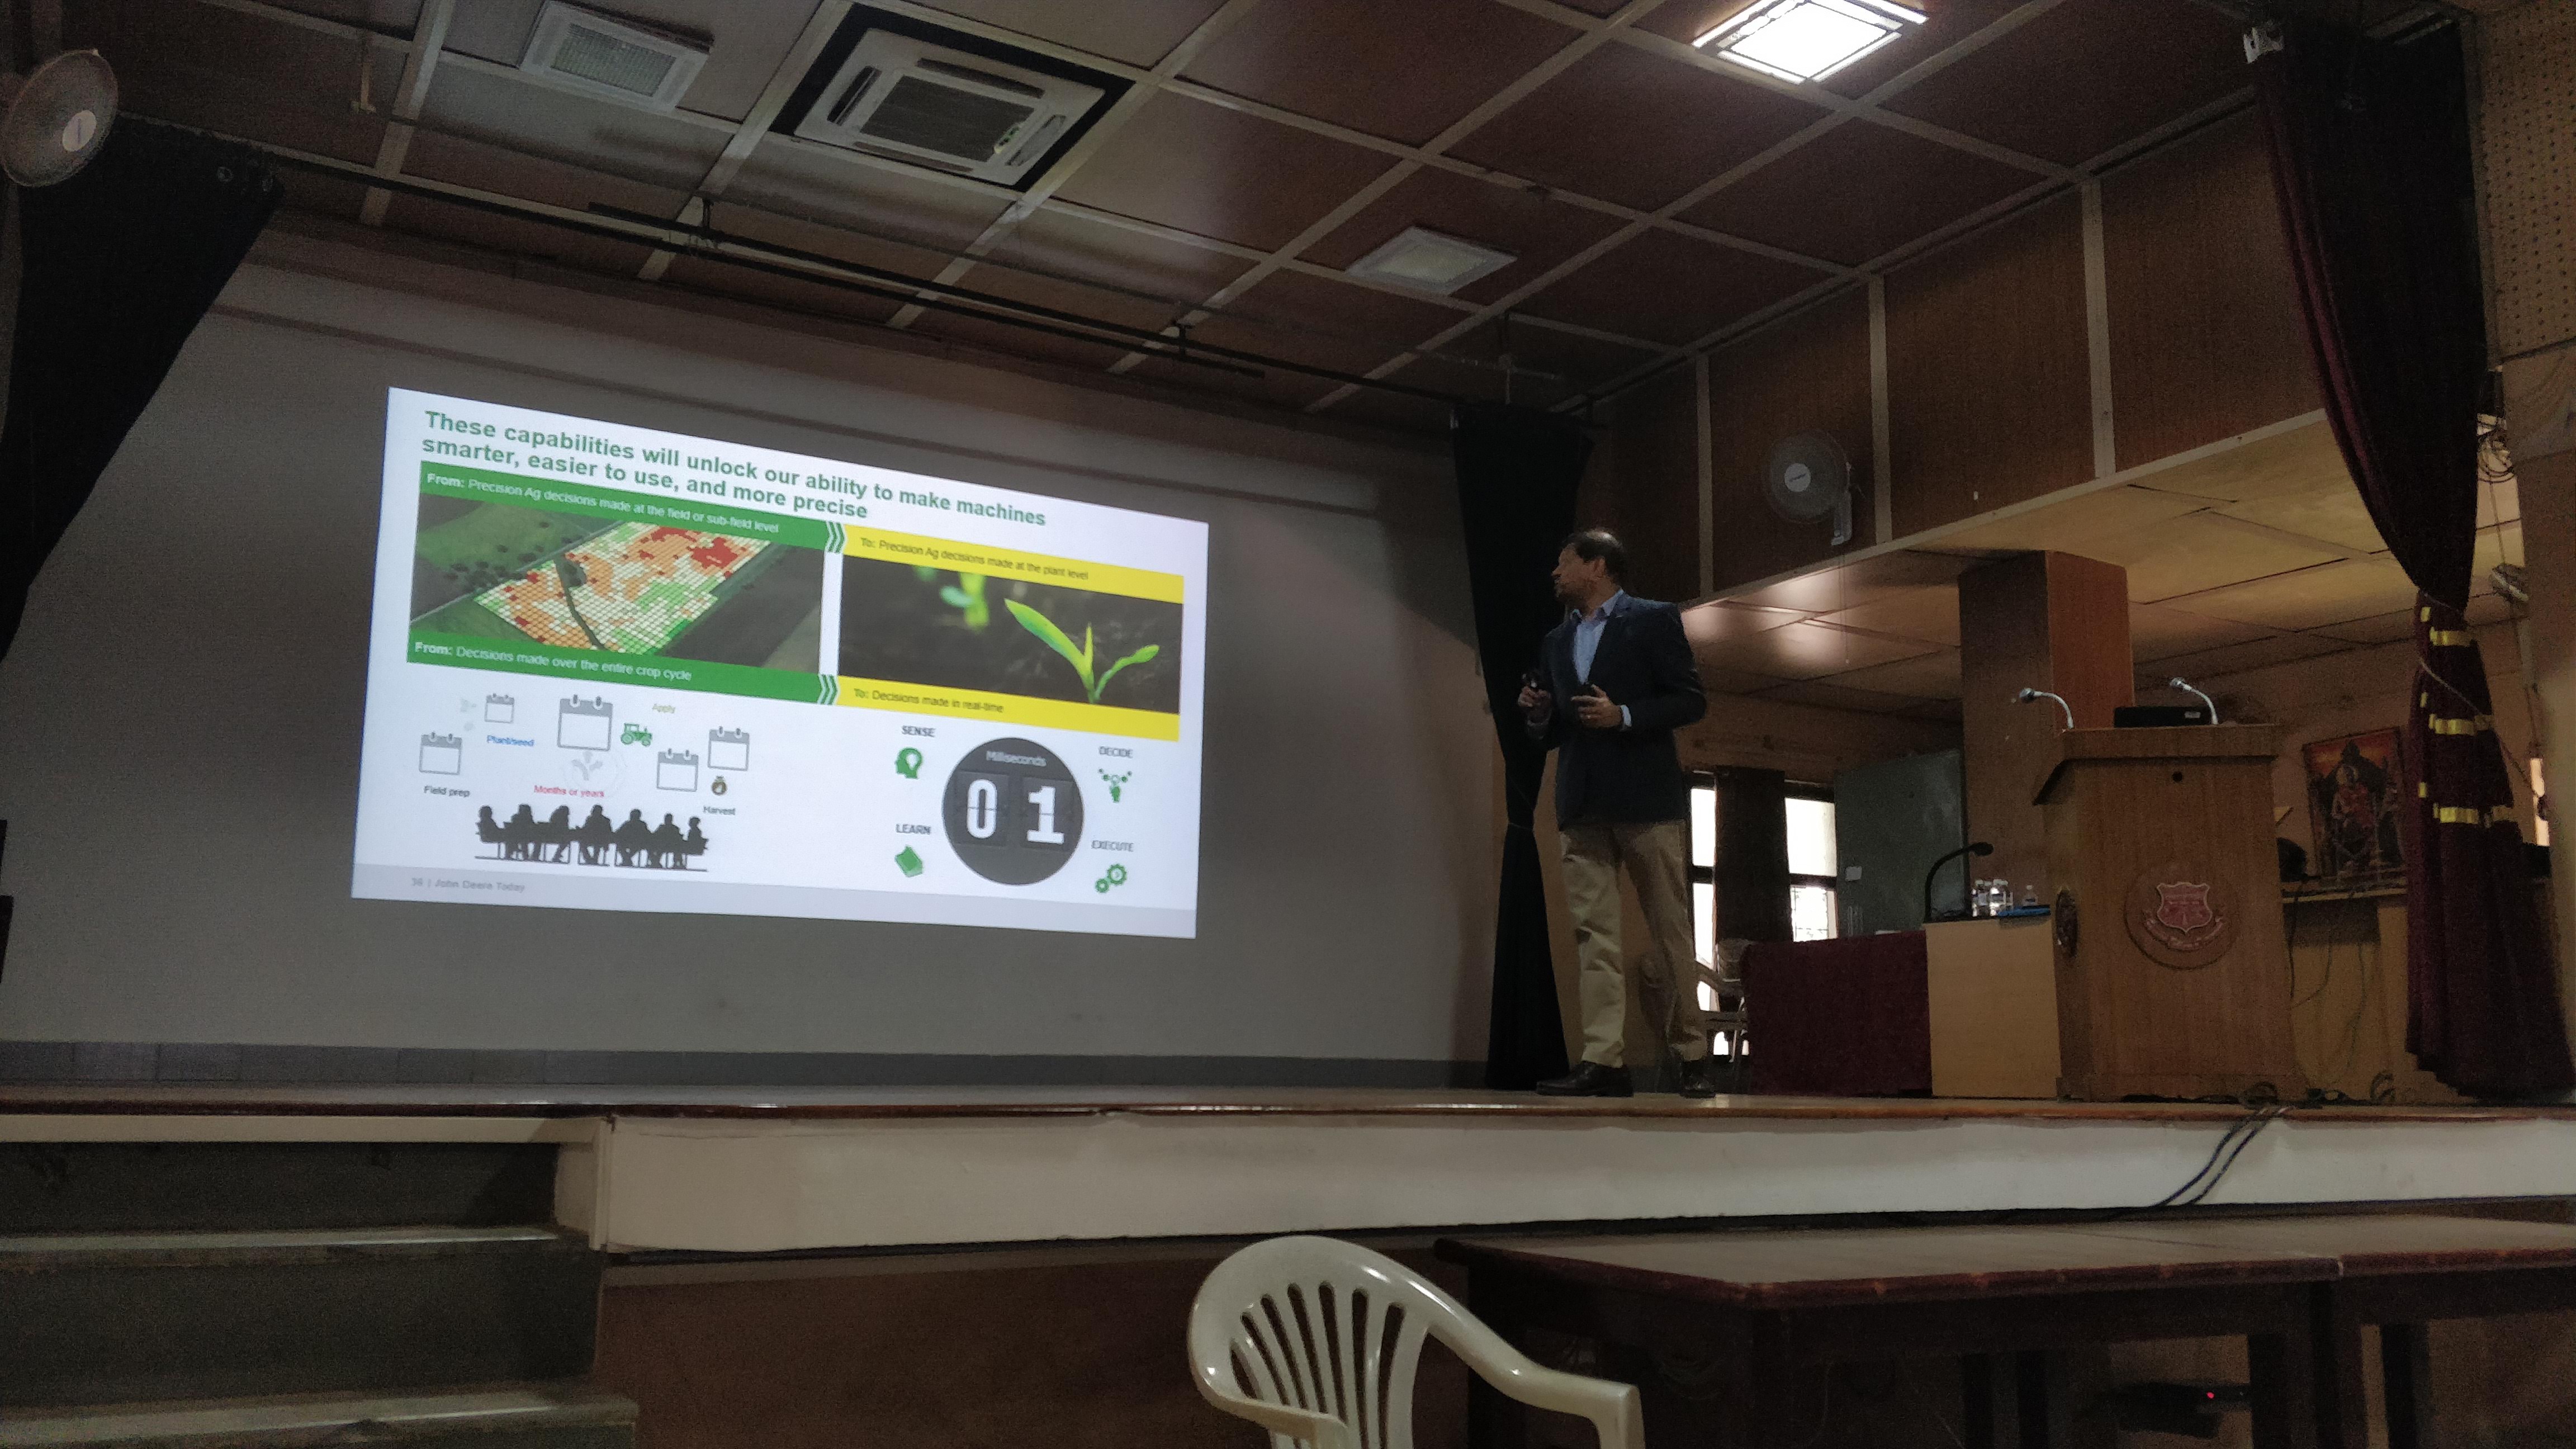 These capabilities will unlock our ability to make machines
smarter, easier to use, and more precise
From: Precision Ag decisions made at the field or sub-field level
To: Precision Ag decisions made at the plant level
From: Decisions made over the entire crop cycle
To: Decisions made in real-time
Apply
Plant/seed
Field prep
Months or years
Harvest
SENSE
Milliseconds
DECIDE
01
LEARN
EXECUTE
36 | John Deere Today